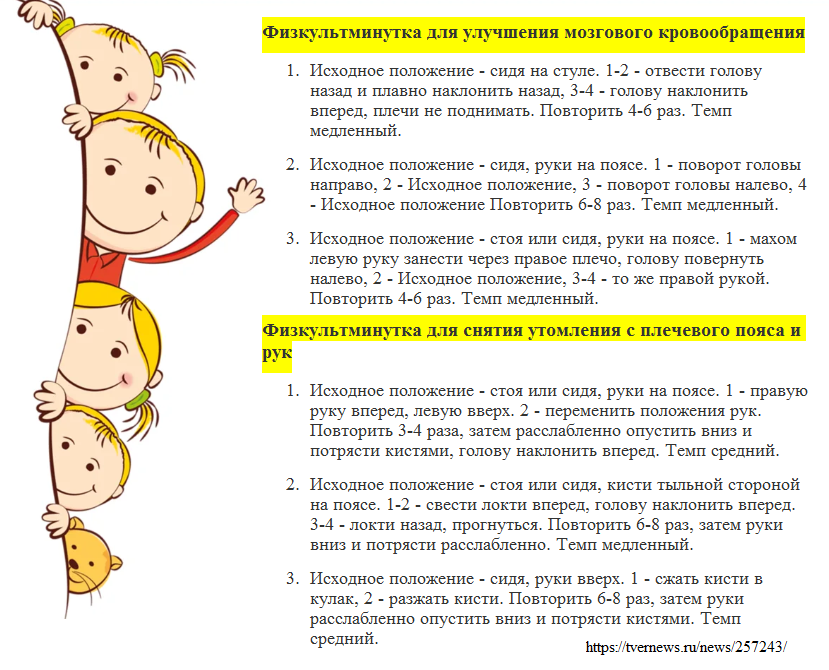 Физкультминутка для улучшения мозгового кровообращения
1. Исходное положение - сидя на стуле. 1-2 - отвести голову
назад и плавно наклонить назад, 3-4 - голову наклонить
вперед, плечи не поднимать. Повторить 4-6 раз. Темп
медленный.
2. Исходное положение - сидя, руки на поясе. 1 - поворот головы
направо, 2 - Исходное положение, 3 - поворот головы налево, 4
- Исходное положение Повторить 6-8 раз. Темп медленный.
3. Исходное положение - стоя или сидя, руки на поясе. 1 - махом
левую руку занести через правое плечо, голову повернуть
налево, 2 - Исходное положение, 3-4 - то же правой рукой.
Повторить 4-6 раз. Темп медленный.
Физкультминутка для снятия утомления с плечевого пояса и
рук
1. Исходное положение - стоя или сидя, руки на поясе. 1 - правую
руку вперед, левую вверх. 2 - переменить положения рук.
Повторить 3-4 раза, затем расслабленно опустить вниз и
потрясти кистями, голову наклонить вперед. Темп средний.
2. Исходное положение - стоя или сидя, кисти тыльной стороной
на поясе. 1-2 - свести локти вперед, голову наклонить вперед.
3-4 - локти назад, прогнуться. Повторить 6-8 раз, затем руки
вниз и потрясти расслабленно. Темп медленный.
3. Исходное положение - сидя, руки вверх. 1 - сжать кисти в
кулак, 2 - разжать кисти. Повторить 6-8 раз, затем руки
расслабленно опустить вниз и потрясти кистями. Темп
средний.
https://tvernews.ru/news/257243/